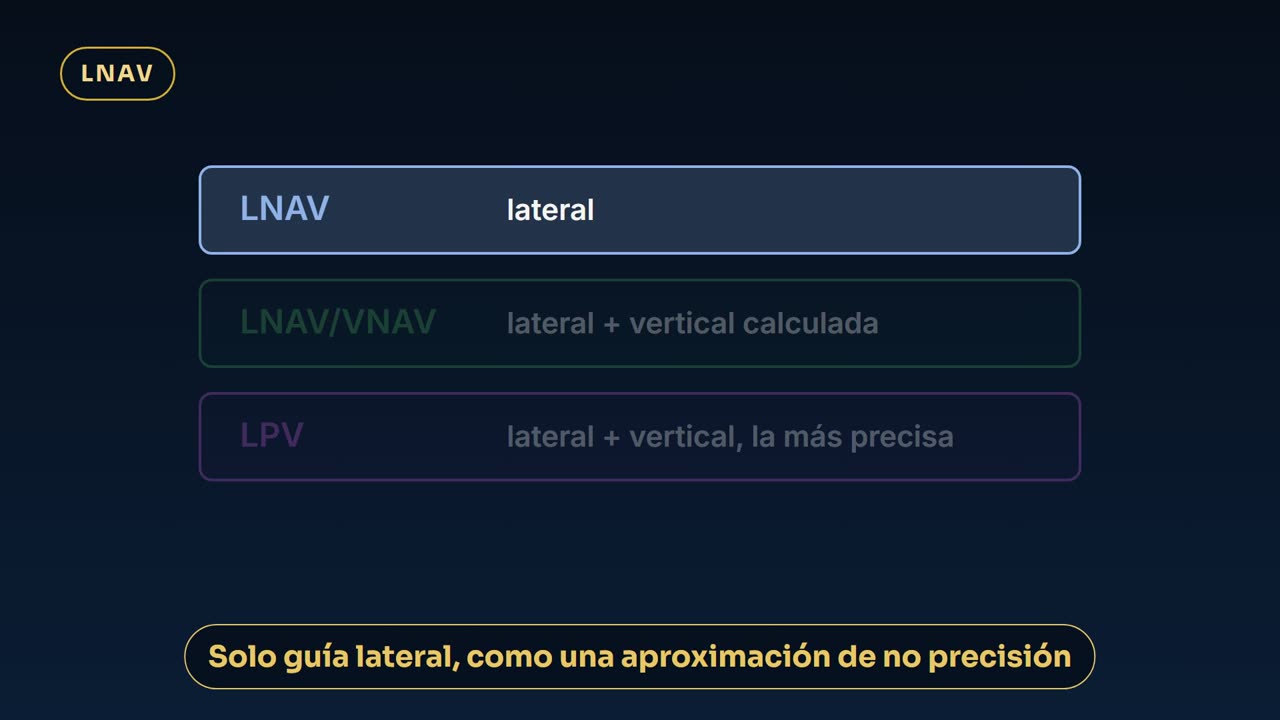 LNAV
LNAV lateral
LNAV/VNAV lateral + vertical calculada
LPV lateral + vertical, la más precisa
Solo guía lateral, como una aproximación de no precisión